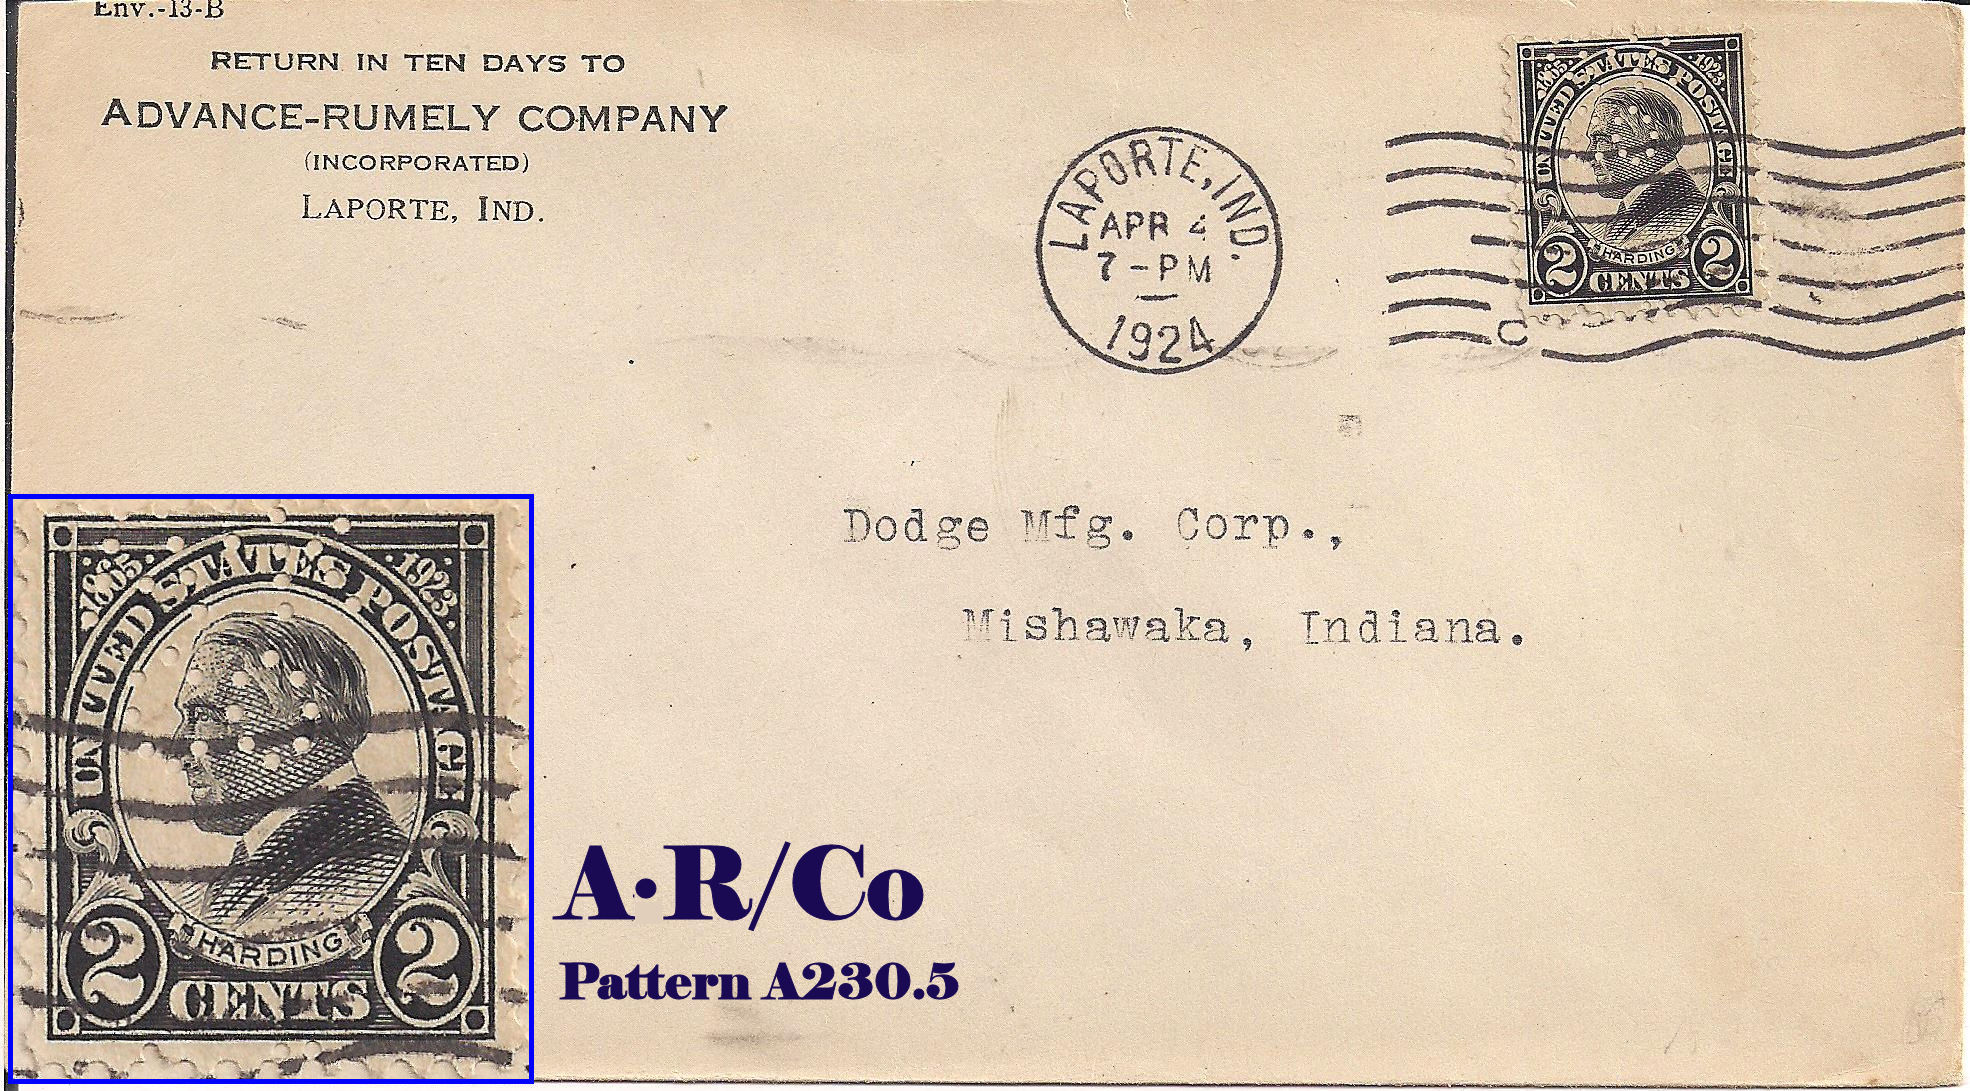 Env.-13-B
RETURN IN TEN DAYS TO
ADVANCE-RUMELY COMPANY
(INCORPORATED)
LAPORTE, IND.
LAPORTE, IND.
APR 4
7-PM
1924
C
1865 1923
UNITED STATES POSTAGE
HARDING
2 CENTS 2
Dodge Mfg. Corp.,
Mishawaka, Indiana.
1865 1923
UNITED STATES POSTAGE
HARDING
2 CENTS 2
A·R/Co
Pattern A230.5